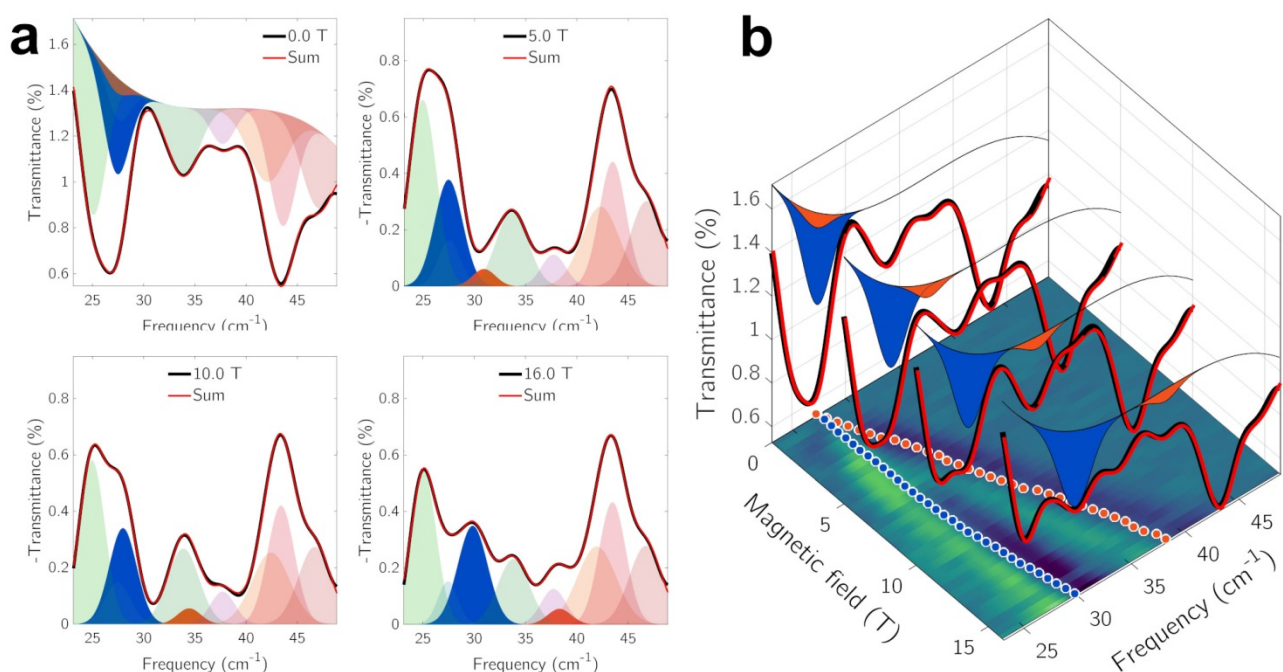 a
0.0 T
Sum
Transmittance (%)
1.6
1.4
1.2
1
0.8
0.6
25 30 35 40 45
Frequency (cm-1)
5.0 T
Sum
-Transmittance (%)
0.8
0.6
0.4
0.2
0
25 30 35 40 45
Frequency (cm-1)
10.0 T
Sum
-Transmittance (%)
0.8
0.6
0.4
0.2
0
25 30 35 40 45
Frequency (cm-1)
16.0 T
Sum
-Transmittance (%)
0.8
0.6
0.4
0.2
0
25 30 35 40 45
Frequency (cm-1)
b
Transmittance (%)
1.6
1.4
1.2
1
0.8
0.6
0
5
10
15
Magnetic field (T)
25
30
35
40
45
Frequency (cm-1)